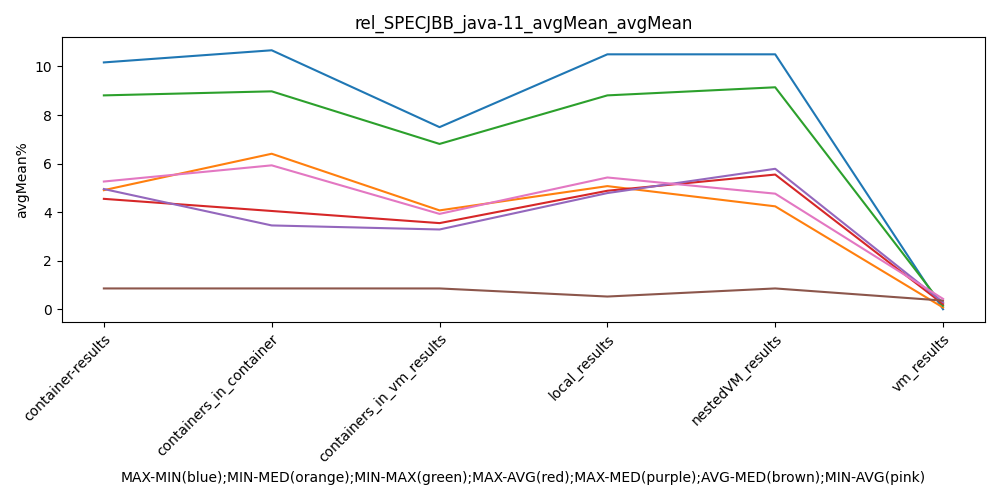 rel_SPECJBB_java-11_avgMean_avgMean
avgMean%
10
8
6
4
2
0
container-results
containers_in_container
containers_in_vm_results
local_results
nestedVM_results
vm_results
MAX-MIN(blue);MIN-MED(orange);MIN-MAX(green);MAX-AVG(red);MAX-MED(purple);AVG-MED(brown);MIN-AVG(pink)